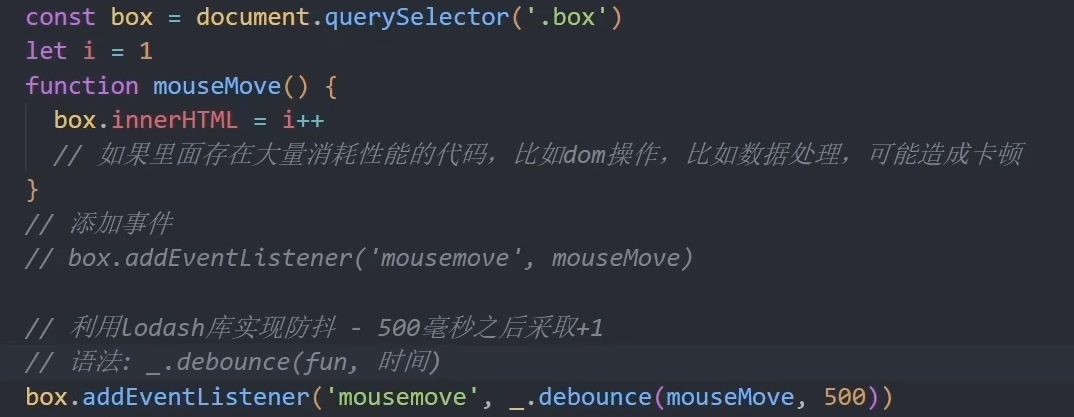 const box = document.querySelector('.box')
let i = 1
function mouseMove() {
  box.innerHTML = i++
  // 如果里面存在大量消耗性能的代码，比如dom操作，比如数据处理，可能造成卡顿
}
// 添加事件
// box.addEventListener('mousemove', mouseMove)
// 利用lodash库实现防抖 - 500毫秒之后采取+1
// 语法: _.debounce(fun, 时间)
box.addEventListener('mousemove', _.debounce(mouseMove, 500))